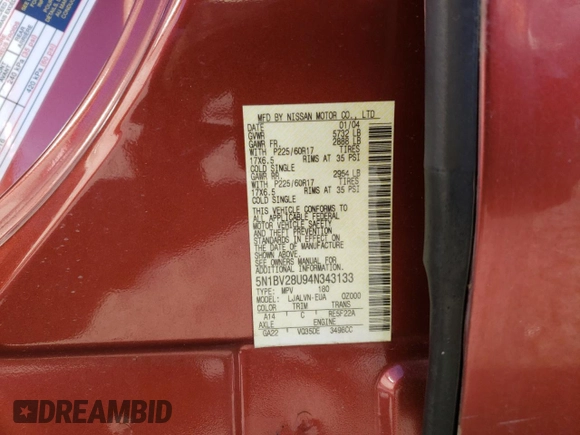 MFD BY NISSAN MOTOR CO., LTD
DATE 01/04
GVWR 5732 LB
GAWR FR. 2888 LB
WITH P225/60R17 TIRES
17X6.5 RIMS AT 35 PSI
COLD SINGLE
GAWR RR. 2954 LB
WITH P225/60R17 TIRES
17X6.5 RIMS AT 35 PSI
COLD SINGLE
THIS VEHICLE CONFORMS TO
ALL APPLICABLE FEDERAL
MOTOR VEHICLE SAFETY
AND THEFT PREVENTION
STANDARDS IN EFFECT ON
THE DATE OF MANUFACTURE
SHOWN ABOVE.
SEE OWNERS MANUAL FOR
ADDITIONAL INFORMATION
5N1BV28U94N343133
TYPE: MPV 160
MODEL: LJALVN-EUA OZ000
COLOR TRIM TRANS
A14 C RE5F22A
AXLE ENGINE
GA22 VQ35DE 3498CC
DREAMBID